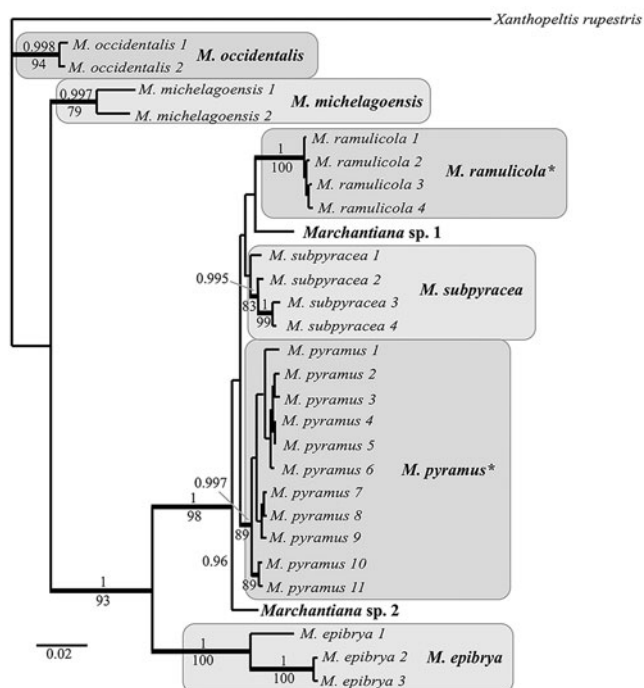 Xanthopeltis rupestris
0.998
94
M. occidentalis 1
M. occidentalis 2
M. occidentalis
0.997
79
M. michelagoensis 1
M. michelagoensis 2
M. michelagoensis
1
100
M. ramulicola 1
M. ramulicola 2
M. ramulicola 3
M. ramulicola 4
M. ramulicola*
Marchantiana sp. 1
0.995
83
M. subpyracea 1
M. subpyracea 2
1
99
M. subpyracea 3
M. subpyracea 4
M. subpyracea
M. pyramus 1
M. pyramus 2
M. pyramus 3
M. pyramus 4
M. pyramus 5
M. pyramus 6
M. pyramus*
0.997
89
M. pyramus 7
M. pyramus 8
M. pyramus 9
1
98
0.96
89
M. pyramus 10
M. pyramus 11
Marchantiana sp. 2
1
93
1
100
M. epibrya 1
1
100
M. epibrya 2
M. epibrya 3
M. epibrya
0.02